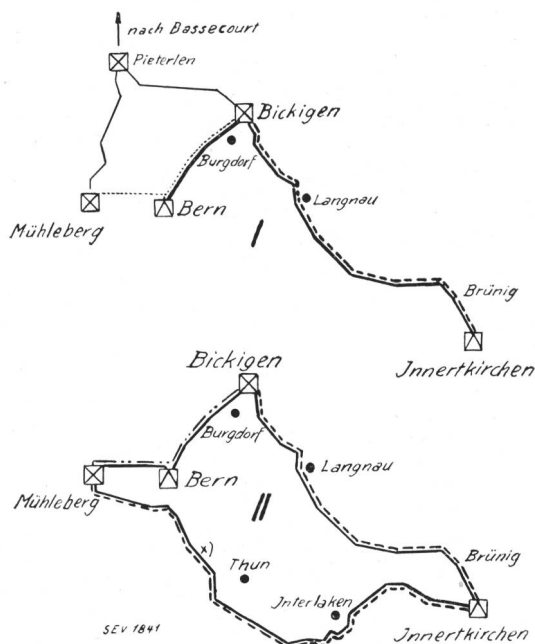 nach Bassecourt
Pieterlen
Bickigen
Burgdorf
Langnau
Bern
Mühleberg
I
Brünig
Jnnertkirchen
Bickigen
Burgdorf
Langnau
Bern
Mühleberg
II
x)
Brünig
Thun
Jnterlaken
Jnnertkirchen
SEV 1841